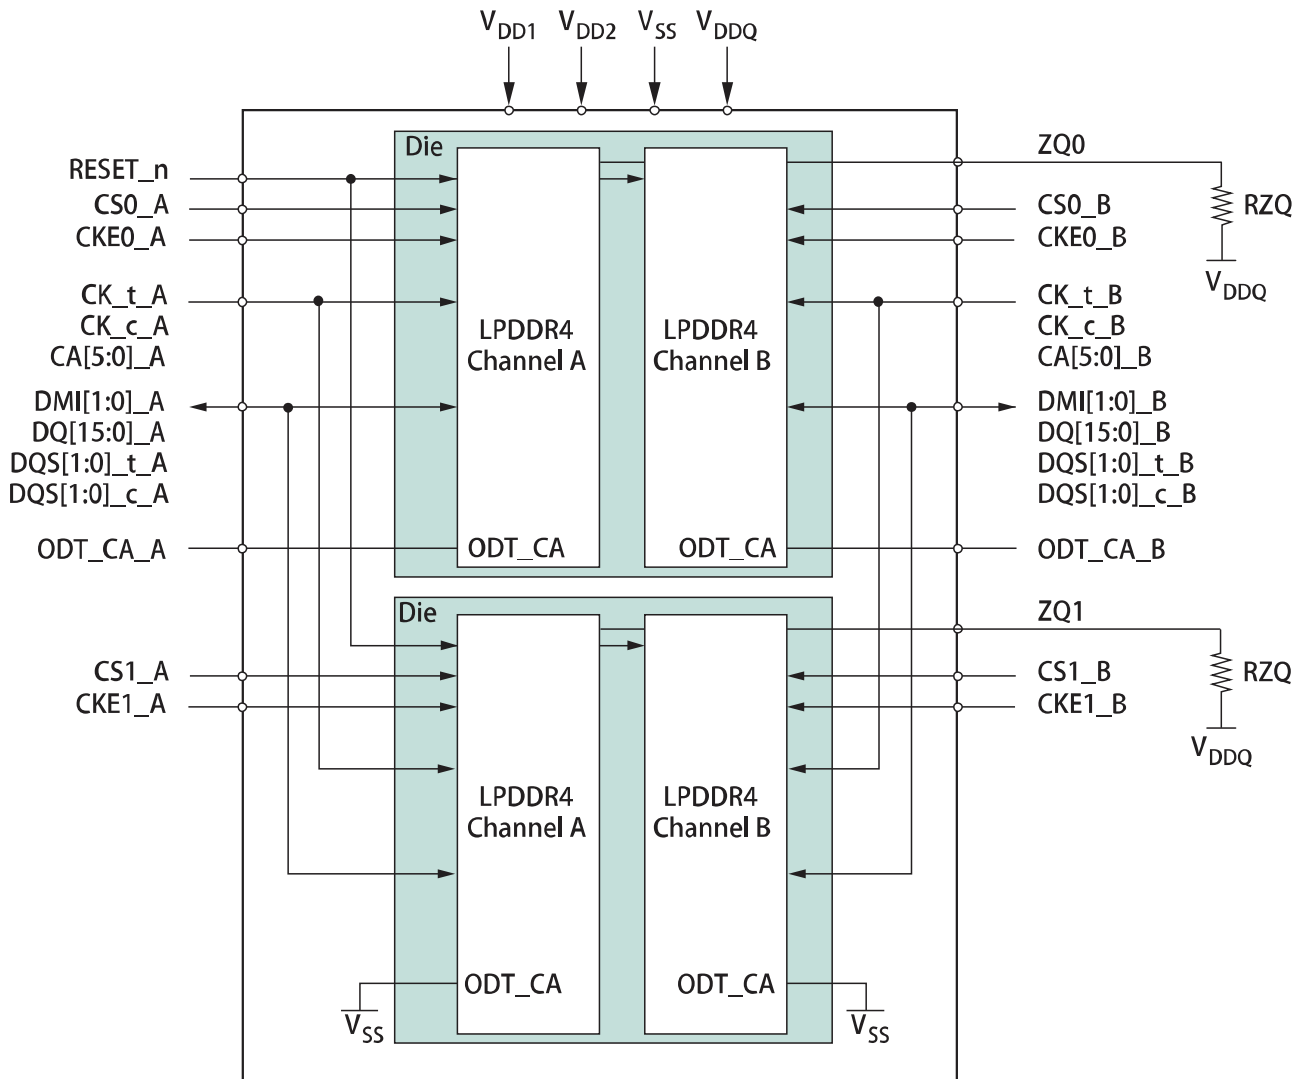 VDD1 VDD2 VSS VDDQ
Die
RESET_n
CS0_A
CKE0_A
CK_t_A
CK_c_A
CA[5:0]_A
DMI[1:0]_A
DQ[15:0]_A
DQS[1:0]_t_A
DQS[1:0]_c_A
ODT_CA_A
LPDDR4
Channel A
ODT_CA
LPDDR4
Channel B
ODT_CA
ZQ0
CS0_B
CKE0_B
CK_t_B
CK_c_B
CA[5:0]_B
DMI[1:0]_B
DQ[15:0]_B
DQS[1:0]_t_B
DQS[1:0]_c_B
ODT_CA_B
RZQ
VDDQ
Die
CS1_A
CKE1_A
LPDDR4
Channel A
ODT_CA
VSS
LPDDR4
Channel B
ODT_CA
VSS
ZQ1
CS1_B
CKE1_B
RZQ
VDDQ